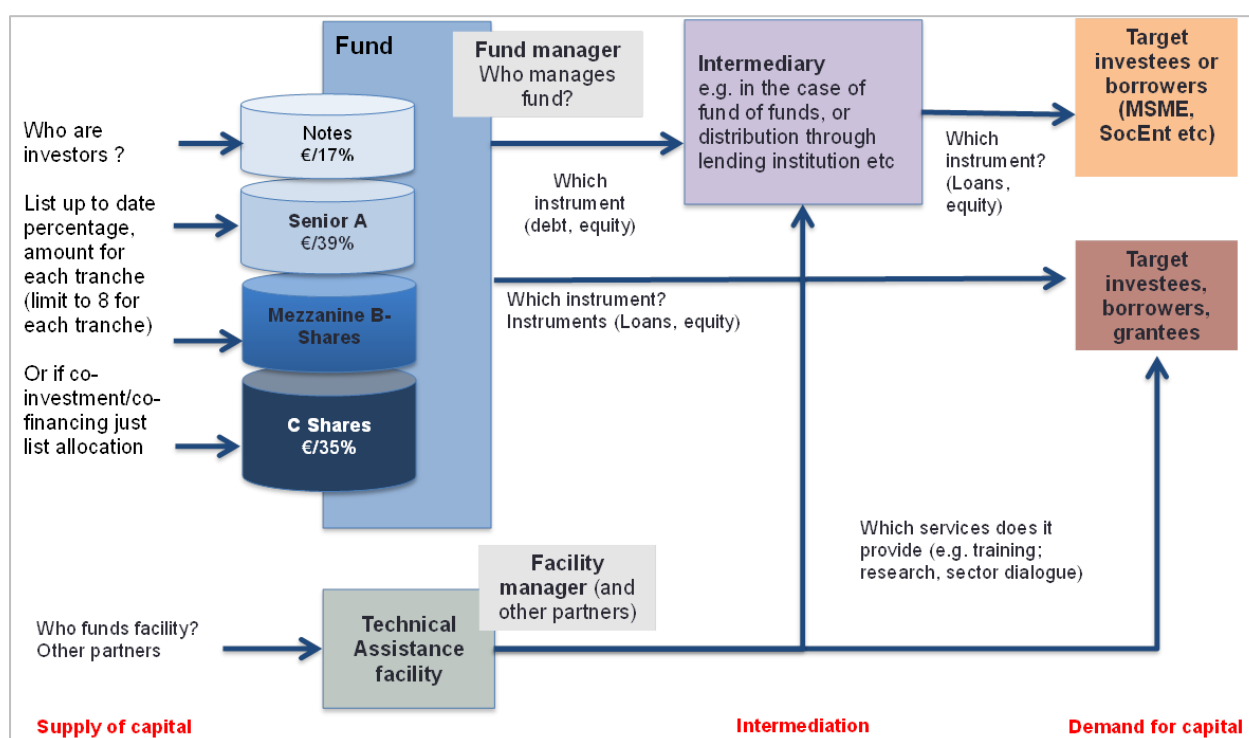 Fund
Fund manager
Who manages
fund?
Intermediary
e.g. in the case of
fund of funds, or
distribution through
lending institution etc
Target
investees or
borrowers
(MSME,
SocEnt etc)
Who are
investors ?
Notes
€/17%
Which
instrument
(debt, equity)
Which
instrument?
(Loans,
equity)
List up to date
percentage,
amount for
each tranche
(limit to 8 for
each tranche)
Senior A
€/39%
Mezzanine B-
Shares
Which instrument?
Instruments (Loans, equity)
Target
investees,
borrowers,
grantees
Or if co-
investment/co-
financing just
list allocation
C Shares
€/35%
Which services does it
provide (e.g. training;
research, sector dialogue)
Facility
manager (and
other partners)
Who funds facility?
Other partners
Technical
Assistance
facility
Supply of capital
Intermediation
Demand for capital